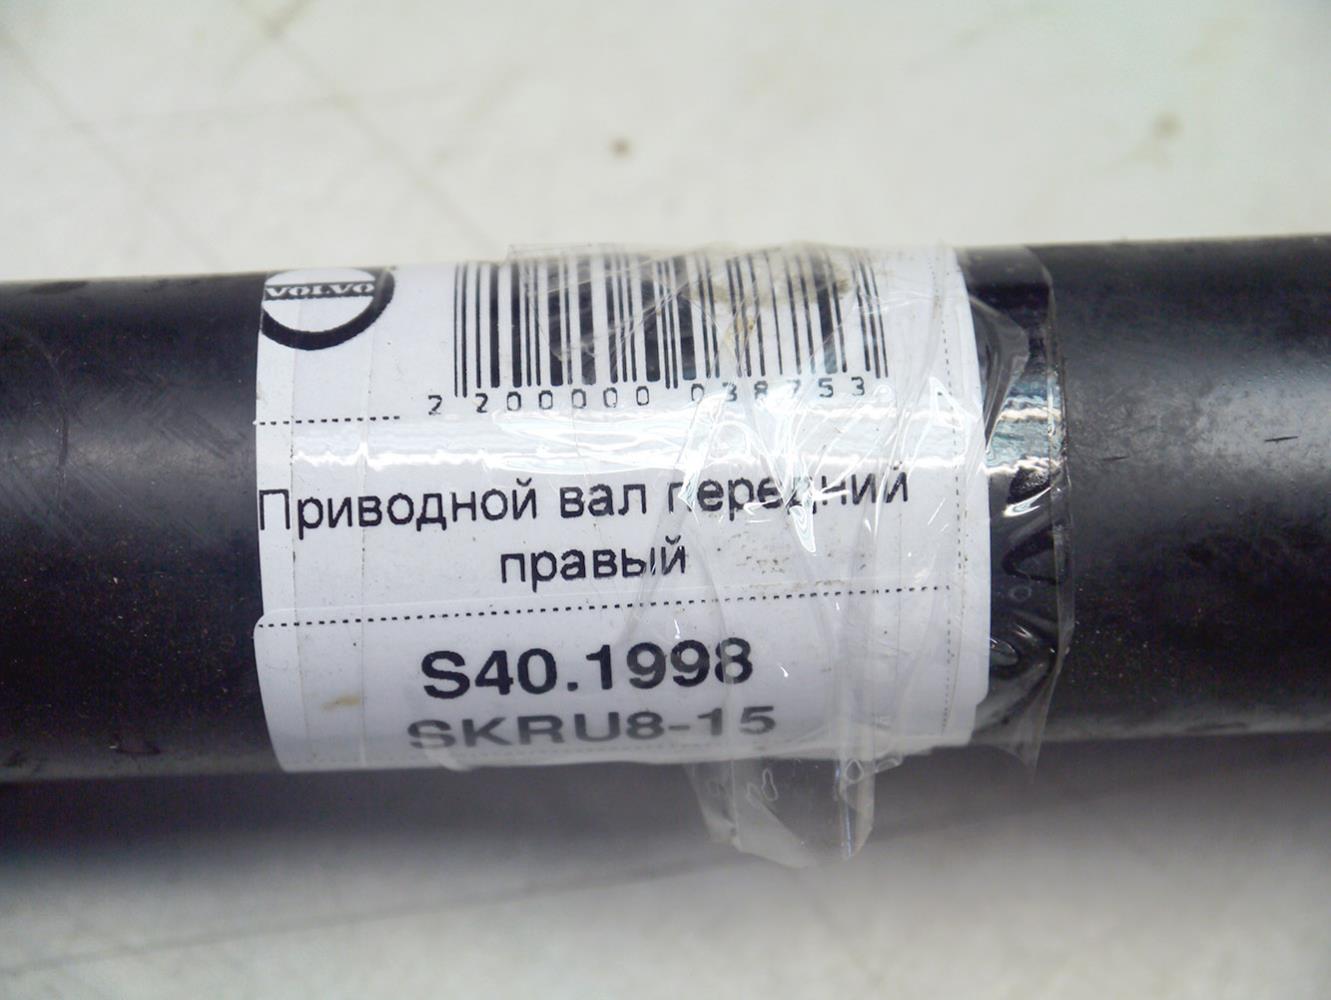 VOLVO
2 200000 038753
Приводной вал передний
правый
S40.1998
SKRU8-15